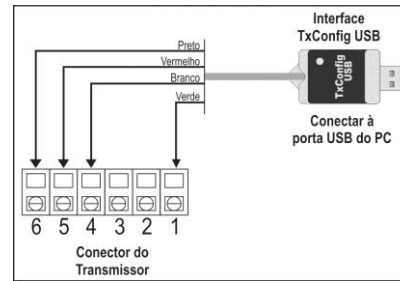 Interface
TxConfig USB
Preto
Vermelho
Branco
Verde
TxConfig
USB
Conectar à
porta USB do PC
6 5 4 3 2 1
Conector do
Transmissor